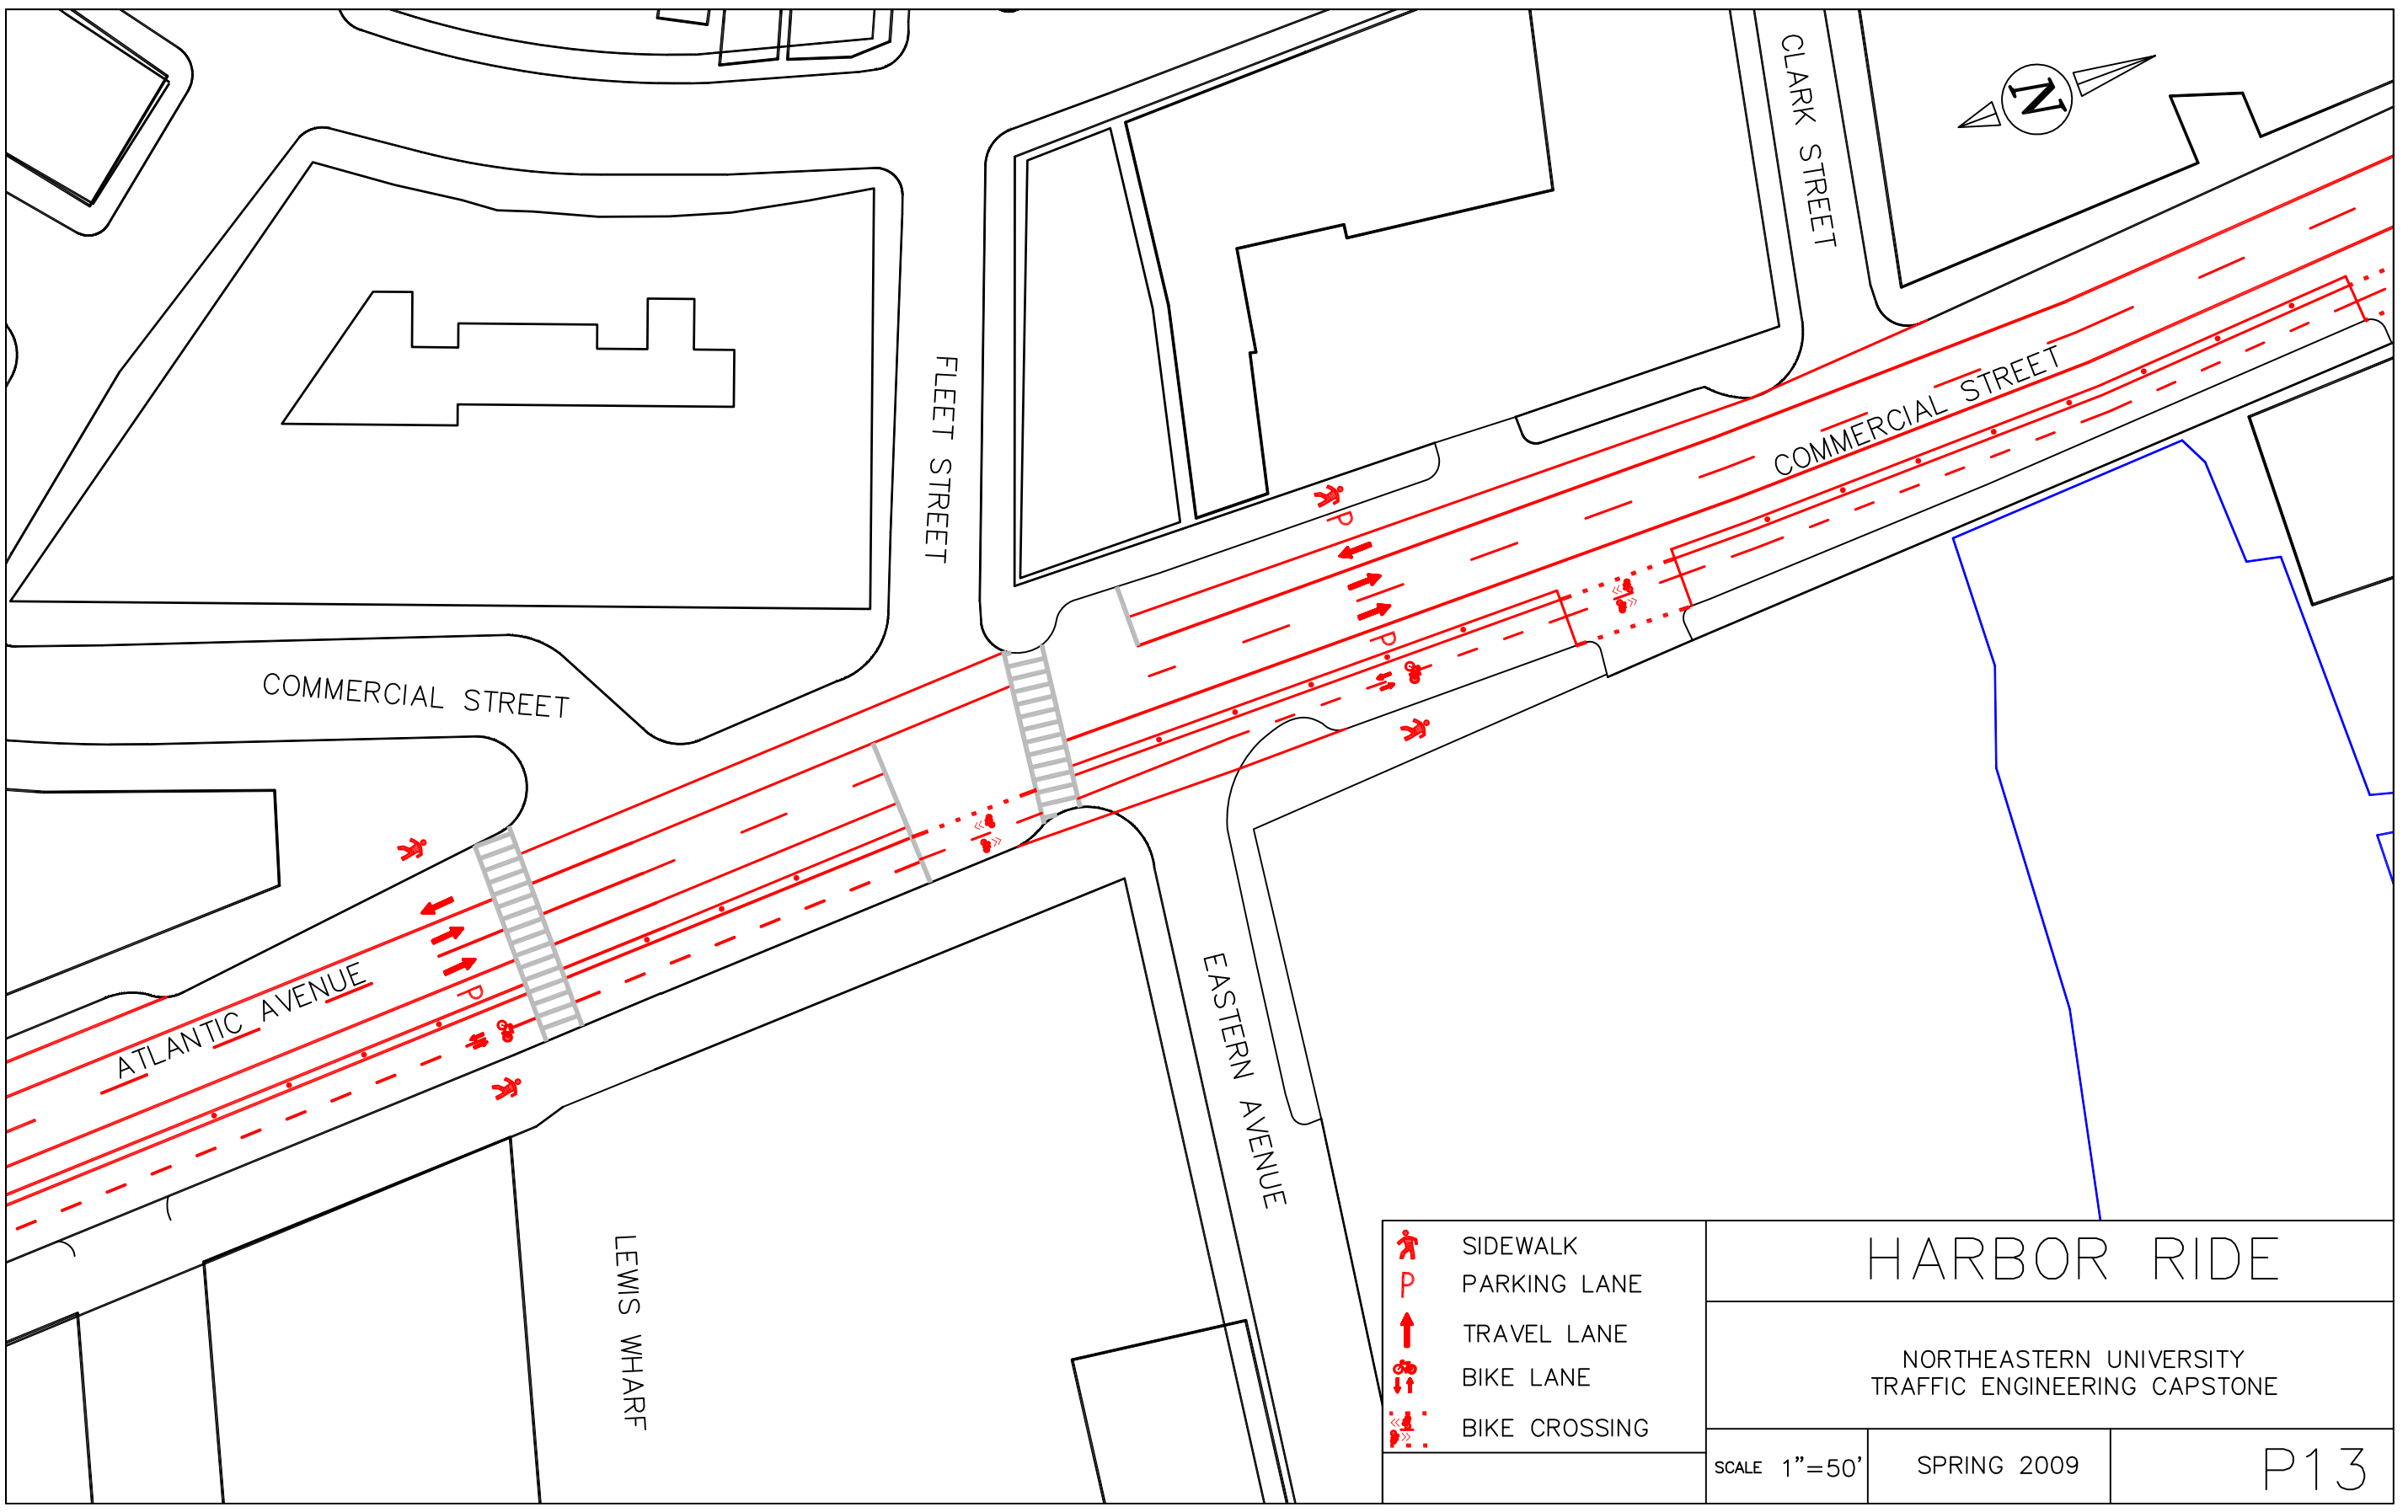 CLARK STREET
N
FLEET STREET
COMMERCIAL STREET
P
P
COMMERCIAL STREET
ATLANTIC AVENUE
P
EASTERN AVENUE
LEWIS WHARF
SIDEWALK
P PARKING LANE
TRAVEL LANE
BIKE LANE
BIKE CROSSING
HARBOR RIDE
NORTHEASTERN UNIVERSITY
TRAFFIC ENGINEERING CAPSTONE
SCALE 1"=50'
SPRING 2009
P13